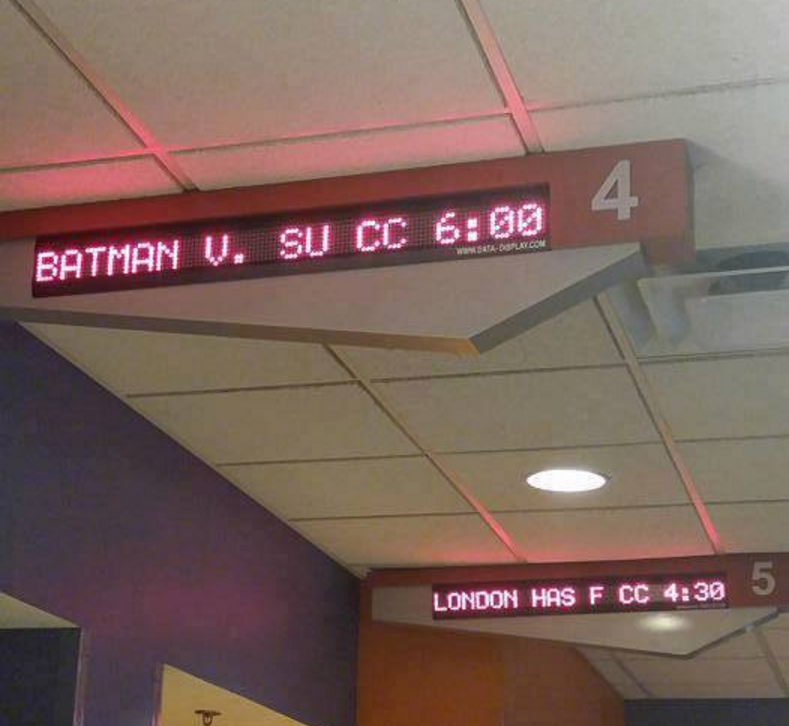 4
BATMAN V. SU CC 6:00
WWW.DATA-DISPLAY.COM
5
LONDON HAS F CC 4:30